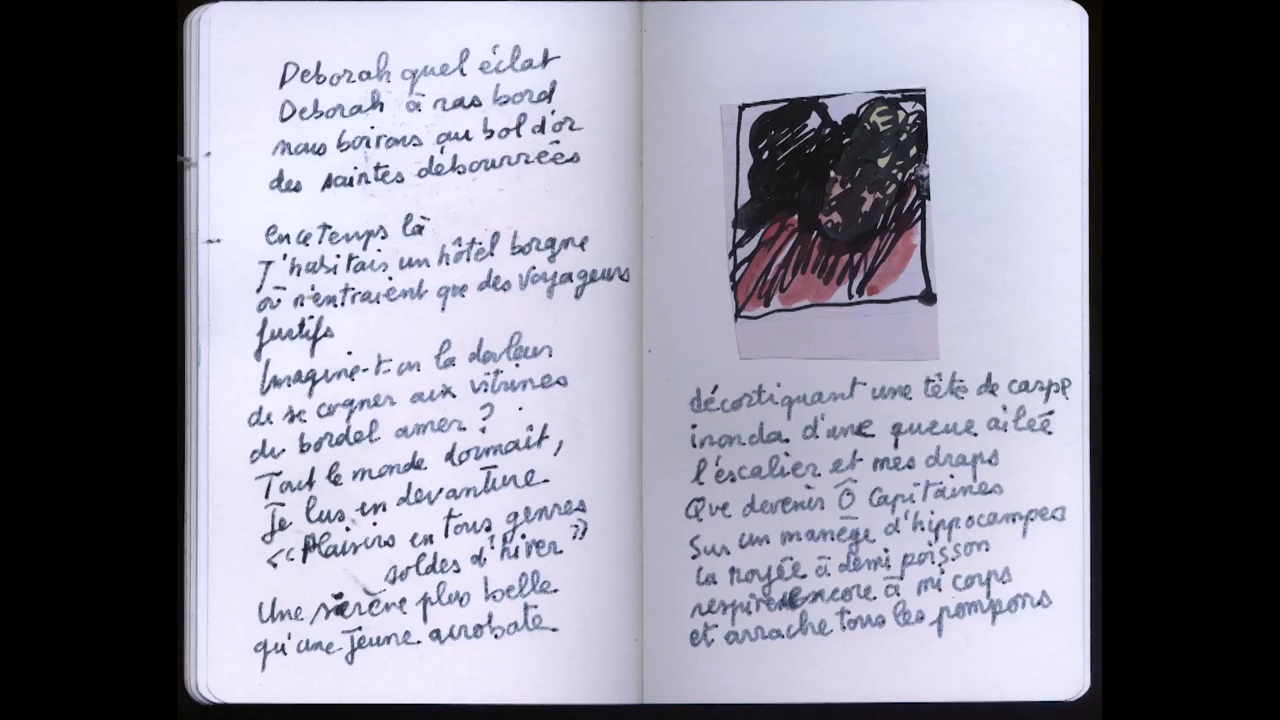 Deborah quel éclat
Deborah à ras bord
nous boirons au bol d'or
des saintes débourrées
En ce temps là
J'habitais un hôtel borgne
où n'entraient que des voyageurs
furtifs
Imagine-t-on la douleur
de se cogner aux vitrines
du bordel amer ?
Tout le monde dormait,
Je lus en devanture
« Plaisirs en tous genres
soldes d'hiver »
Une sirène plus belle
qu'une jeune acrobate
décortiquant une tête de carpe
inonda d'une queue ailée
l'escalier et mes draps
Que devenir Ô Capitaines
Sur un manège d'hippocampes
la noyée à demi poisson
respire encore à mi corps
et arrache tous les pompons